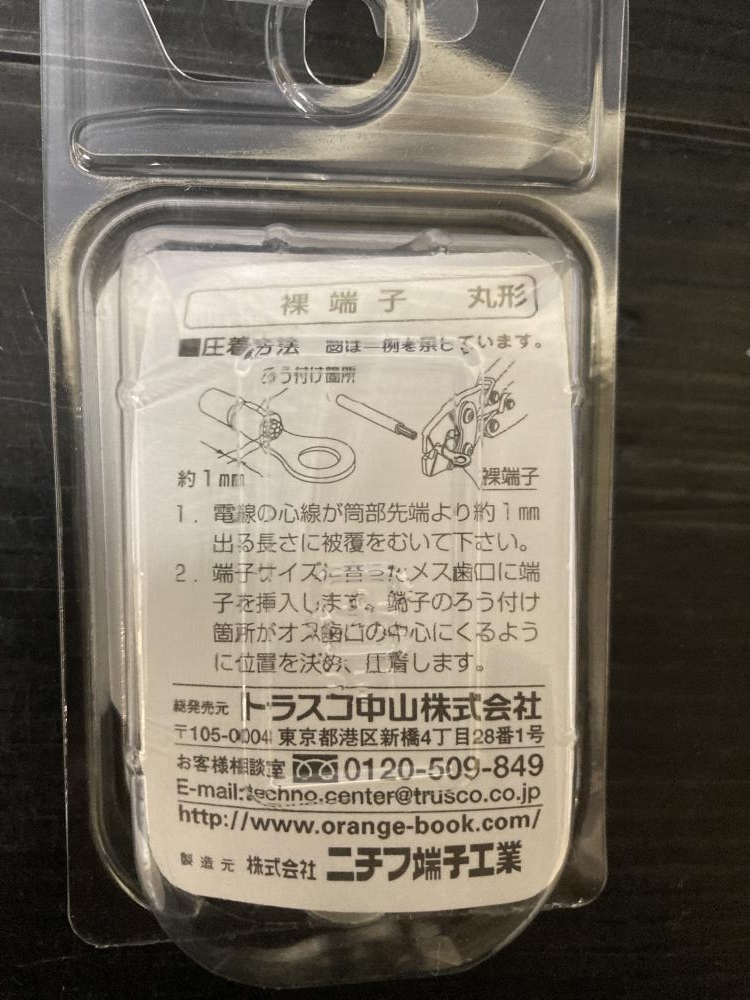 裸端子 丸形
■圧着方法 図は一例を示しています。
ろう付け箇所
約1mm
裸端子
1. 電線の心線が筒部先端より約1mm
出る長さに被覆をむいて下さい。
2. 端子サイズに合ったメス歯口に端
子を挿入します。端子のろう付け
箇所がオス歯口の中心にくるよう
に位置を決め、圧着します。
総発売元 トラスコ中山株式会社
〒105-0004 東京都港区新橋4丁目28番1号
お客様相談室 0120-509-849
E-mail:techno.center@trusco.co.jp
http://www.orange-book.com/
製造元 株式会社 ニチフ端子工業